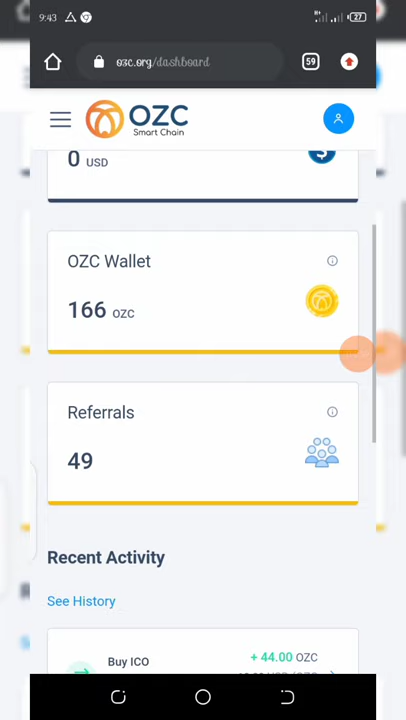 9:43
27
ozc.org/dashboard
59
OZC
Smart Chain
0 USD
OZC Wallet
166 OZC
Referrals
49
Recent Activity
See History
Buy ICO
+ 44.00 OZC